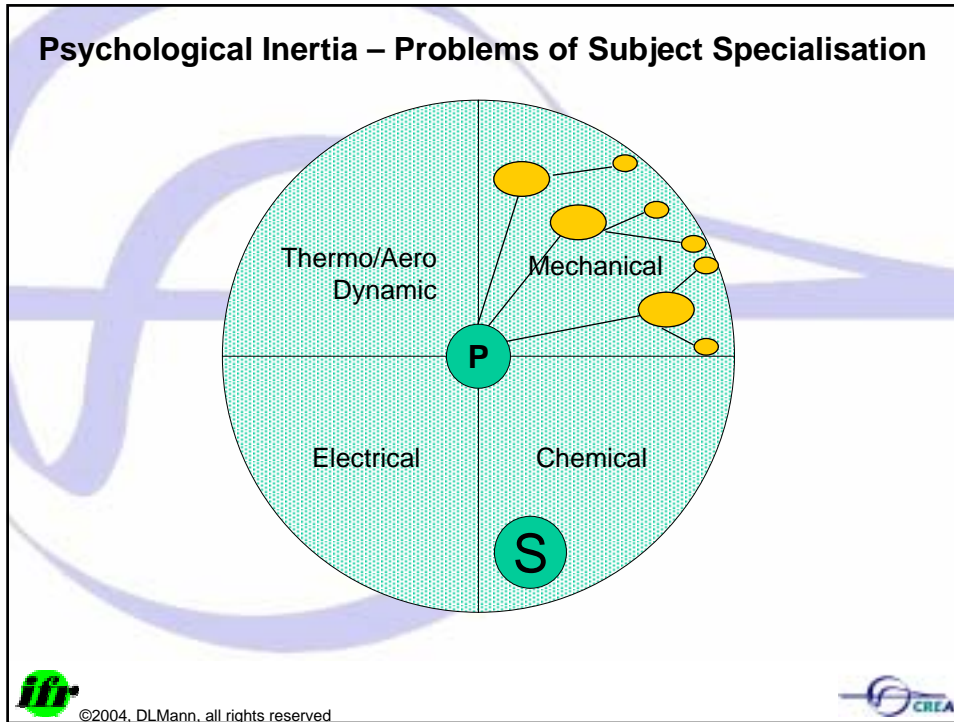 Psychological Inertia – Problems of Subject Specialisation
Thermo/Aero
Dynamic
Mechanical
P
Electrical
Chemical
S
ifr
©2004, DLMann, all rights reserved
CREA